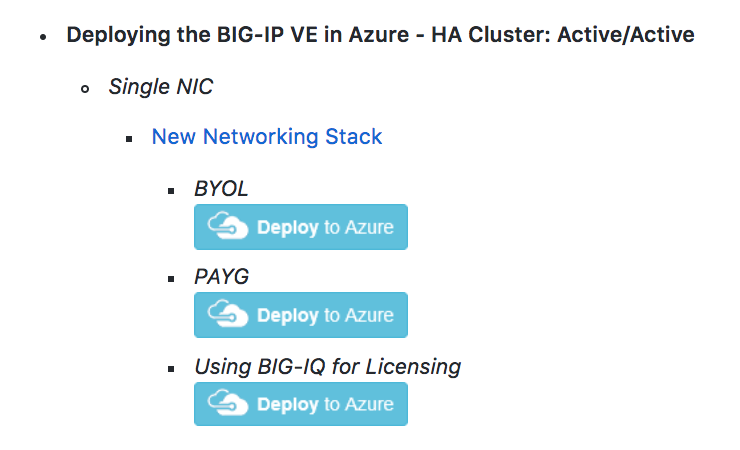 Deploying the BIG-IP VE in Azure - HA Cluster: Active/Active
Single NIC
New Networking Stack
BYOL
Deploy to Azure
PAYG
Deploy to Azure
Using BIG-IQ for Licensing
Deploy to Azure